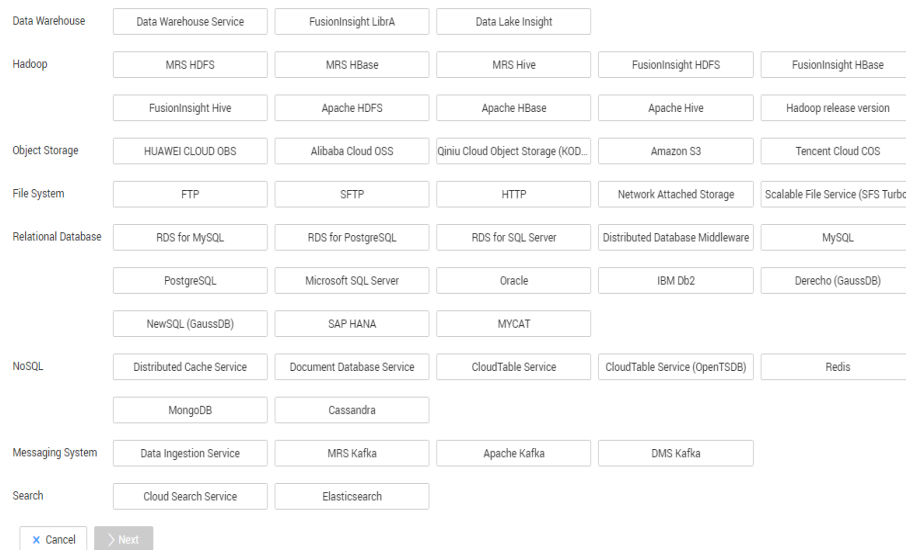 Data Warehouse Data Warehouse Service FusionInsight LibrA Data Lake Insight
Hadoop MRS HDFS MRS HBase MRS Hive FusionInsight HDFS FusionInsight HBase
FusionInsight Hive Apache HDFS Apache HBase Apache Hive Hadoop release version
Object Storage HUAWEI CLOUD OBS Alibaba Cloud OSS Qiniu Cloud Object Storage (KOD... Amazon S3 Tencent Cloud COS
File System FTP SFTP HTTP Network Attached Storage Scalable File Service (SFS Turbo
Relational Database RDS for MySQL RDS for PostgreSQL RDS for SQL Server Distributed Database Middleware MySQL
PostgreSQL Microsoft SQL Server Oracle IBM Db2 Derecho (GaussDB)
NewSQL (GaussDB) SAP HANA MYCAT
NoSQL Distributed Cache Service Document Database Service CloudTable Service CloudTable Service (OpenTSDB) Redis
MongoDB Cassandra
Messaging System Data Ingestion Service MRS Kafka Apache Kafka DMS Kafka
Search Cloud Search Service Elasticsearch
Cancel Next